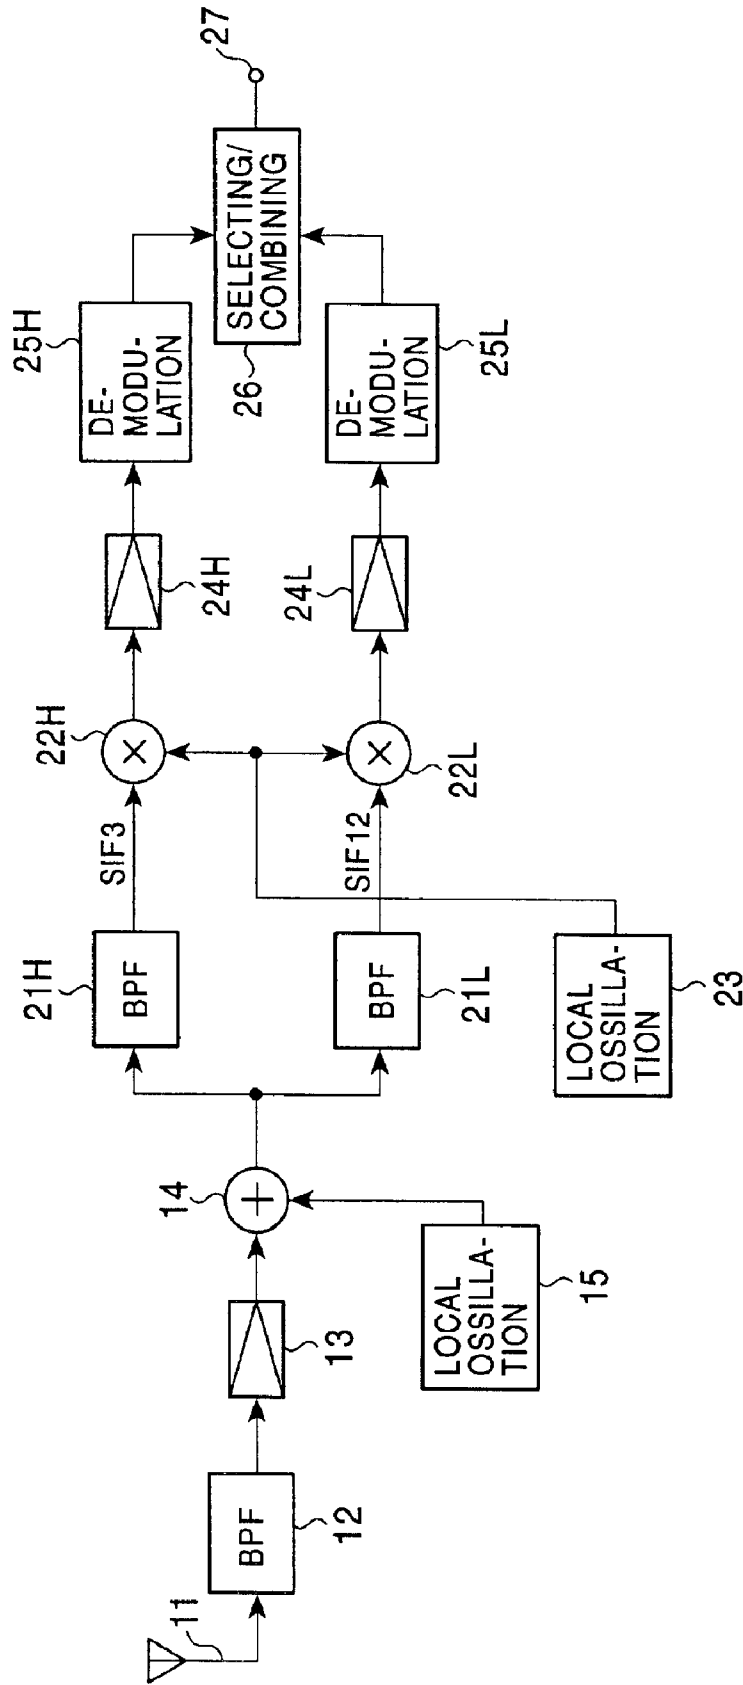 11
BPF
12
13
14
LOCAL
OSSILLA-
TION
15
21H
BPF
SIF3
22H
24H
25H
DE-
MODU-
LATION
BPF
21L
SIF12
22L
24L
DE-
MODU-
LATION
25L
LOCAL
OSSILLA-
TION
23
SELECTING/
COMBINING
26
27